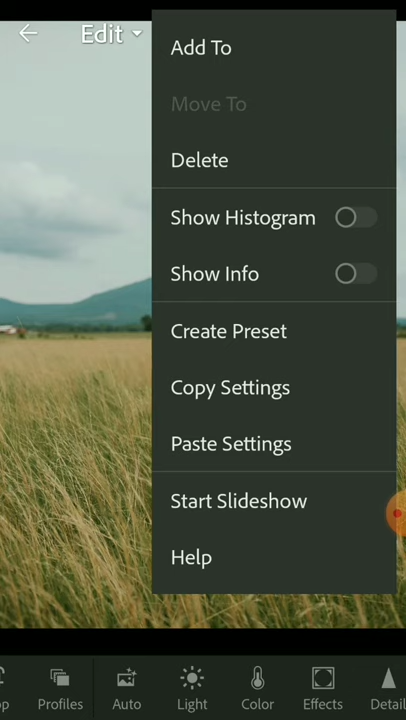 Edit
Add To
Move To
Delete
Show Histogram
Show Info
Create Preset
Copy Settings
Paste Settings
Start Slideshow
Help
Profiles
Auto
Light
Color
Effects
Detail